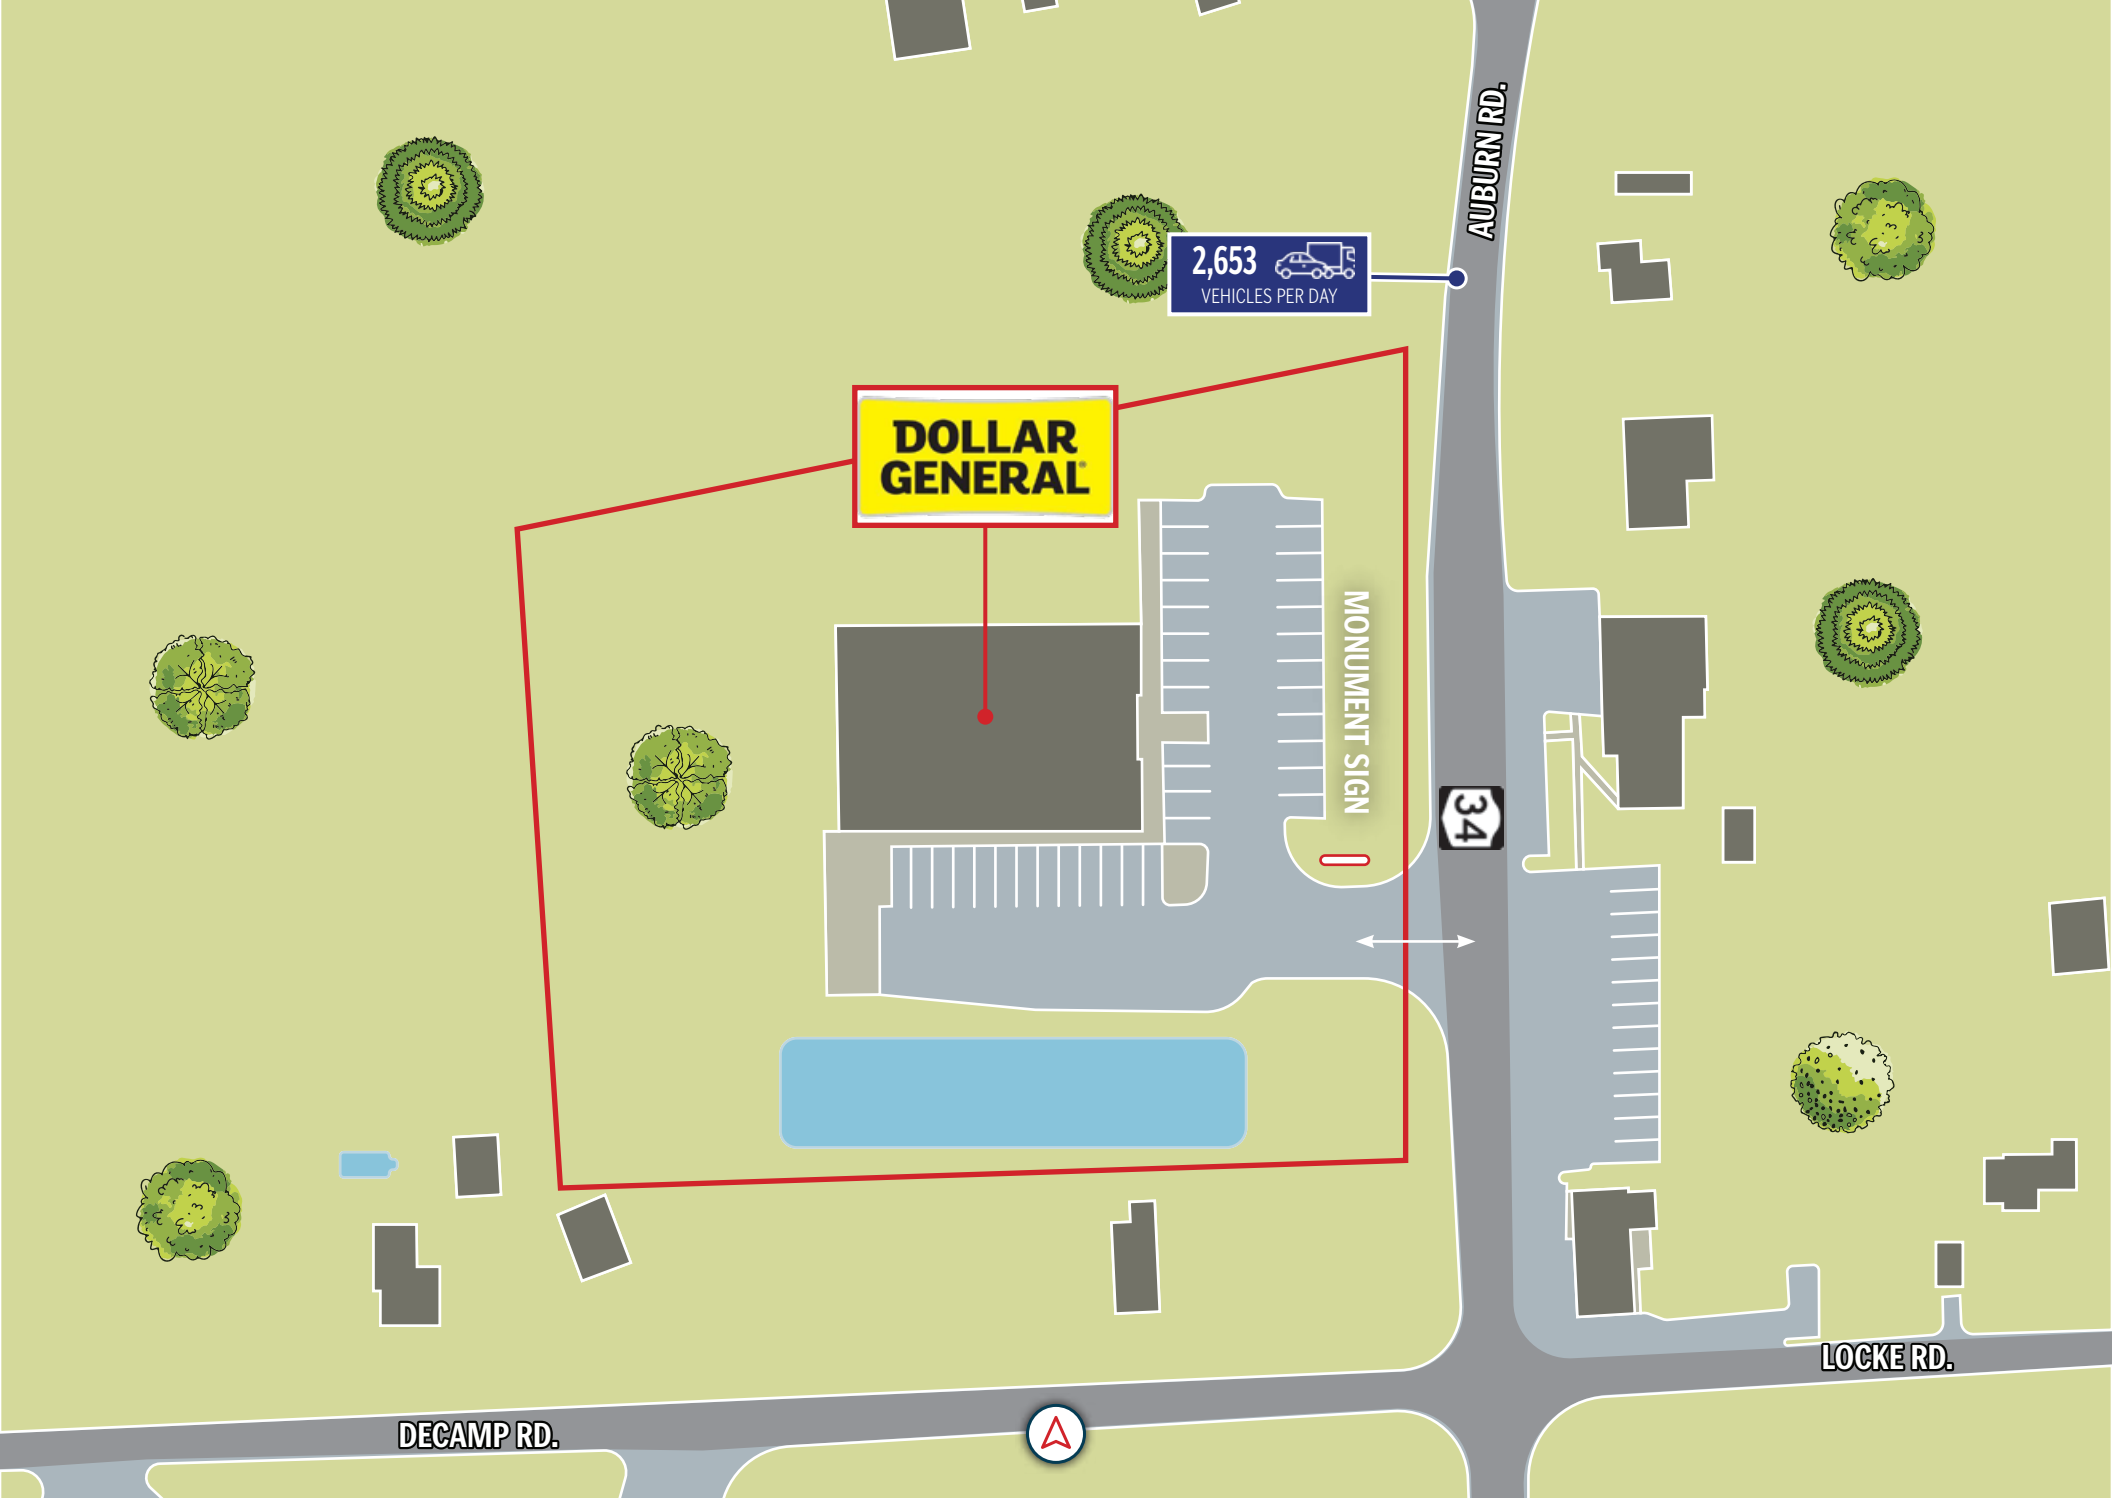 AUBURN RD.
2,653
VEHICLES PER DAY
DOLLAR
GENERAL
MONUMENT SIGN
34
LOCKE RD.
DECAMP RD.